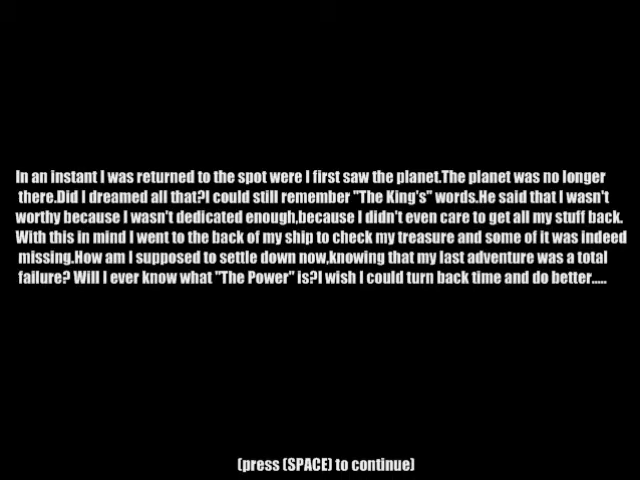 In an instant I was returned to the spot were I first saw the planet.The planet was no longer
there.Did I dreamed all that?I could still remember "The King's" words.He said that I wasn't
worthy because I wasn't dedicated enough,because I didn't even care to get all my stuff back.
With this in mind I went to the back of my ship to check my treasure and some of it was indeed
missing.How am I supposed to settle down now,knowing that my last adventure was a total
failure? Will I ever know what "The Power" is?I wish I could turn back time and do better.....
(press (SPACE) to continue)